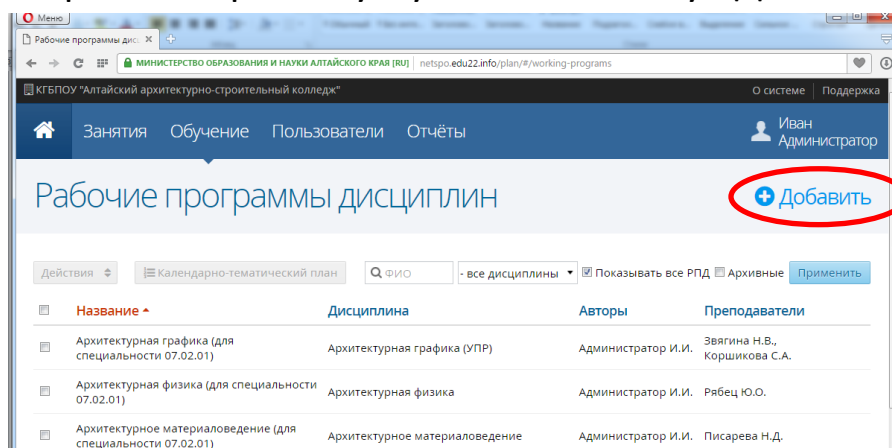 Меню
Рабочие программы дисц
МИНИСТЕРСТВО ОБРАЗОВАНИЯ И НАУКИ АЛТАЙСКОГО КРАЯ [RU] netspo.edu22.info/plan/#/working-programs
КГБПОУ "Алтайский архитектурно-строительный колледж" О системе Поддержка
Занятия Обучение Пользователи Отчёты Иван
Администратор
Рабочие программы дисциплин Добавить
Действия Календарно-тематический план ФИО - все дисциплины Показывать все РПД Архивные Применить
Название Дисциплина Авторы Преподаватели
Архитектурная графика (для специальности 07.02.01) Архитектурная графика (УПР) Администратор И.И. Звягина Н.В., Коршикова С.А.
Архитектурная физика (для специальности 07.02.01) Архитектурная физика Администратор И.И. Рябец Ю.О.
Архитектурное материаловедение (для специальности 07.02.01) Архитектурное материаловедение Администратор И.И. Писарева Н.Д.